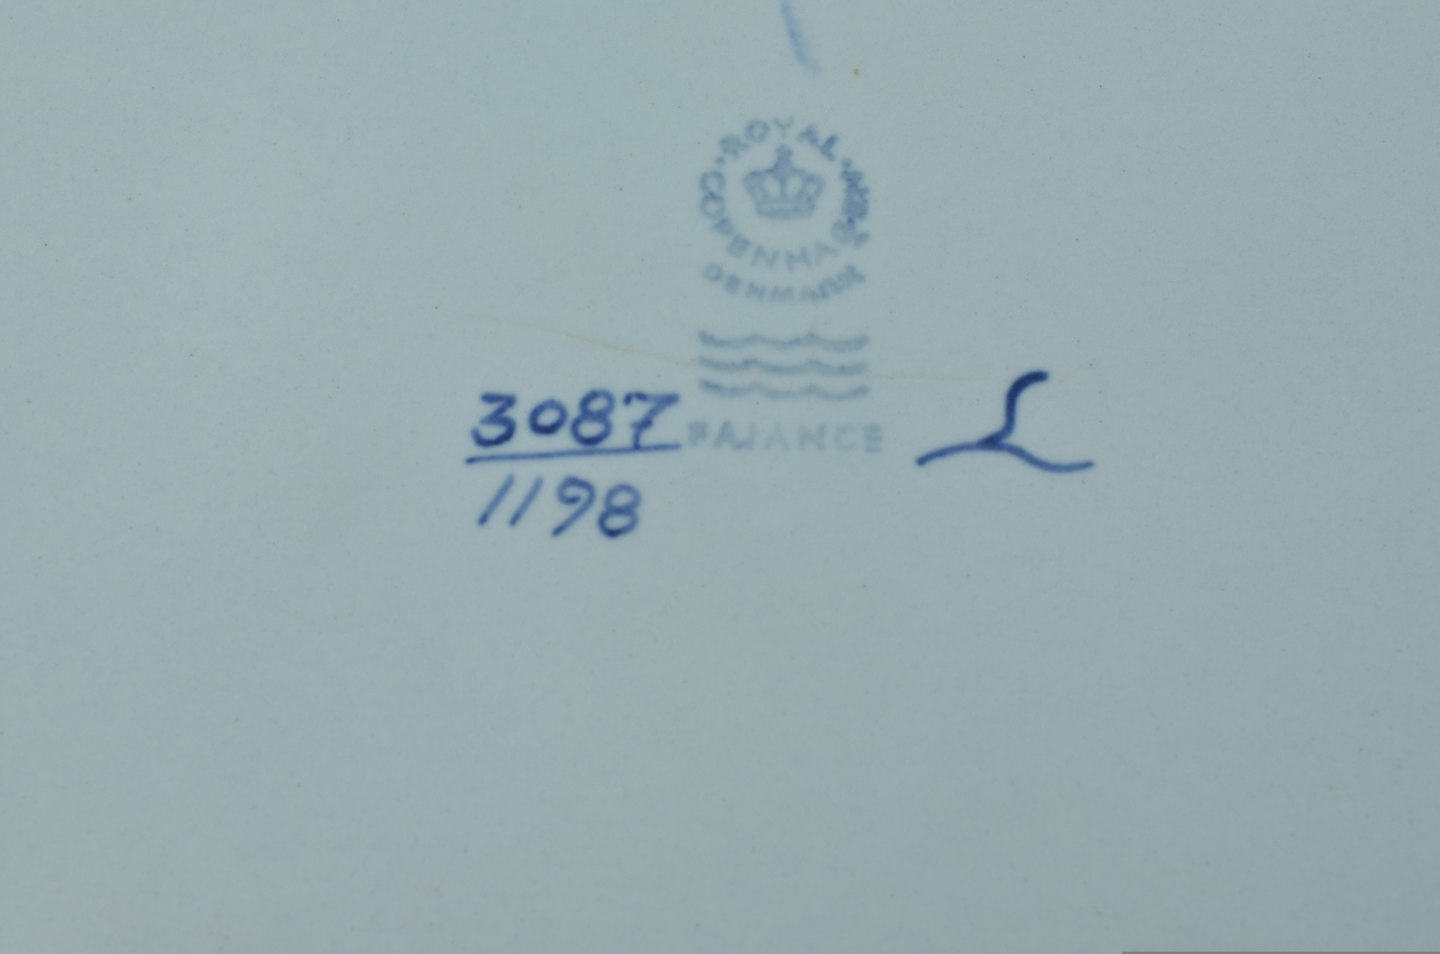 ROYAL
COPENHAGEN
DENMARK
FAJANCE
3087
1198